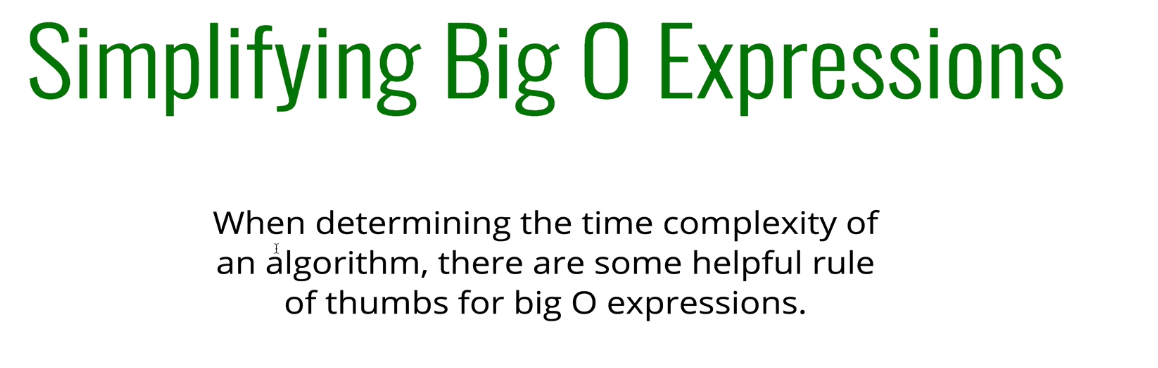 Simplifying Big O Expressions
When determining the time complexity of
an algorithm, there are some helpful rule
of thumbs for big O expressions.